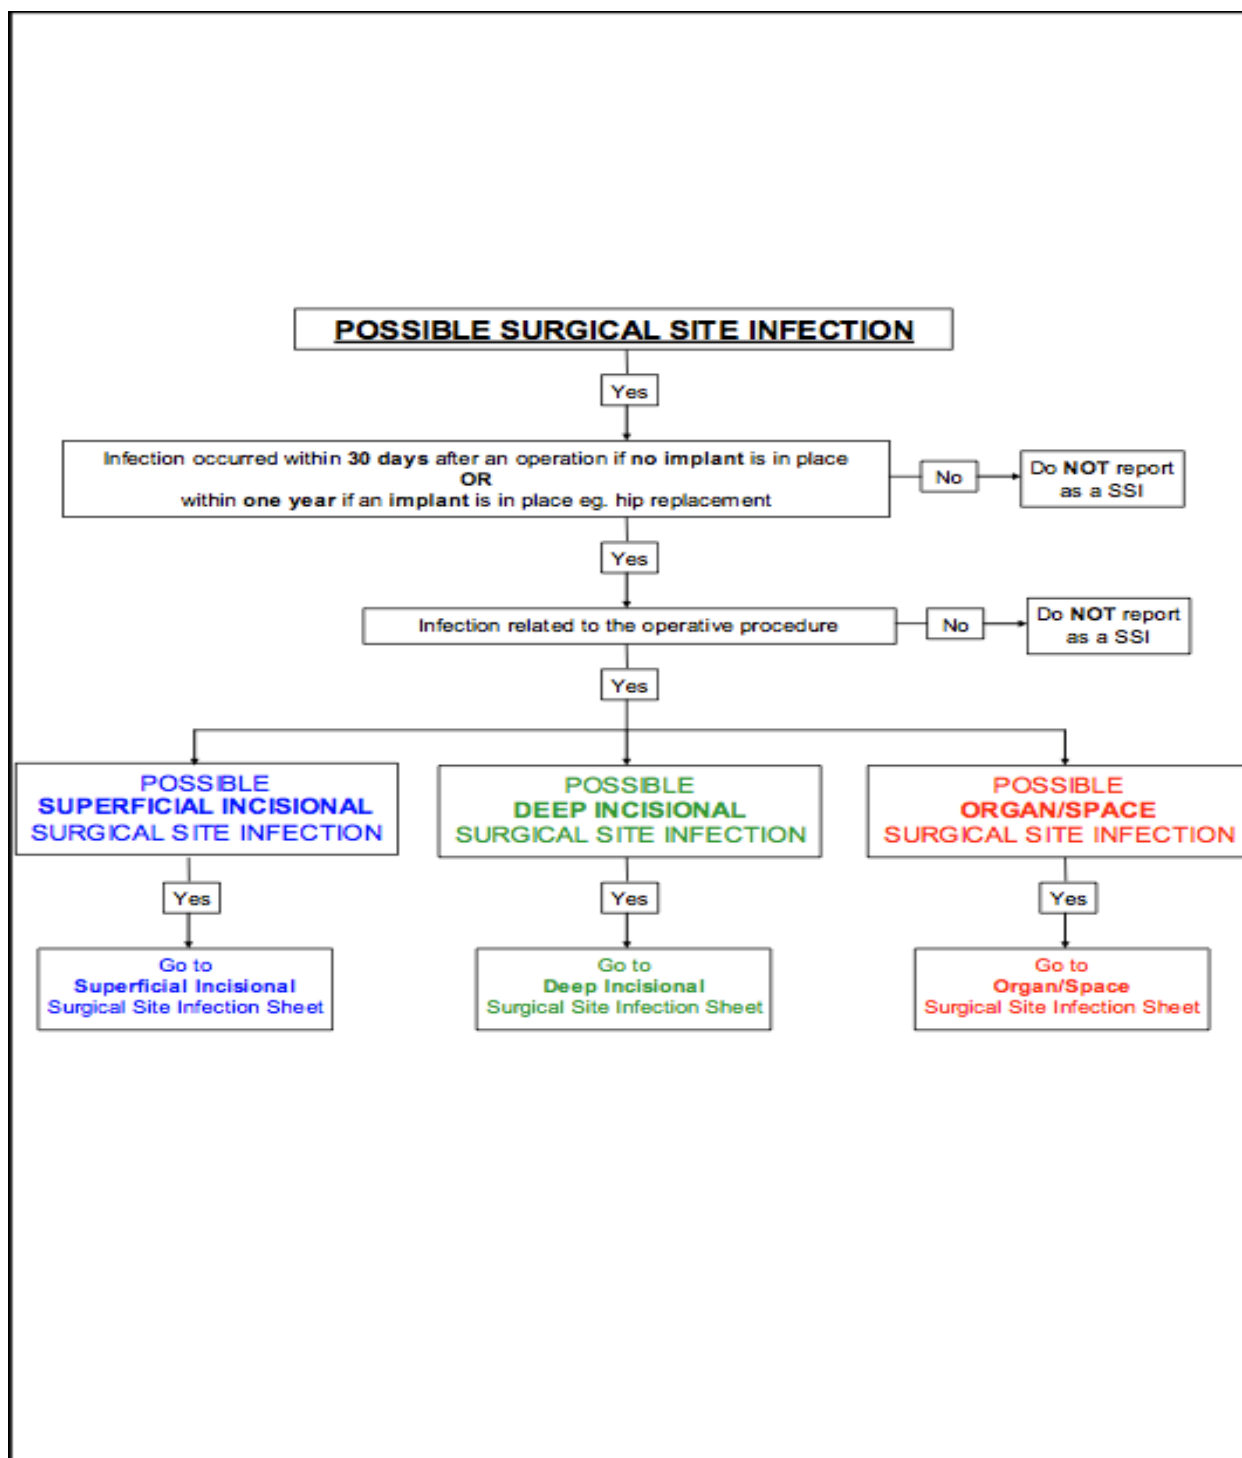 POSSIBLE SURGICAL SITE INFECTION
Yes
Infection occurred within 30 days after an operation if no implant is in place
OR
within one year if an implant is in place eg. hip replacement
No
Do NOT report
as a SSI
Yes
Infection related to the operative procedure
No
Do NOT report
as a SSI
Yes
POSSIBLE
SUPERFICIAL INCISIONAL
SURGICAL SITE INFECTION
POSSIBLE
DEEP INCISIONAL
SURGICAL SITE INFECTION
POSSIBLE
ORGAN/SPACE
SURGICAL SITE INFECTION
Yes
Yes
Yes
Go to
Superficial Incisional
Surgical Site Infection Sheet
Go to
Deep Incisional
Surgical Site Infection Sheet
Go to
Organ/Space
Surgical Site Infection Sheet